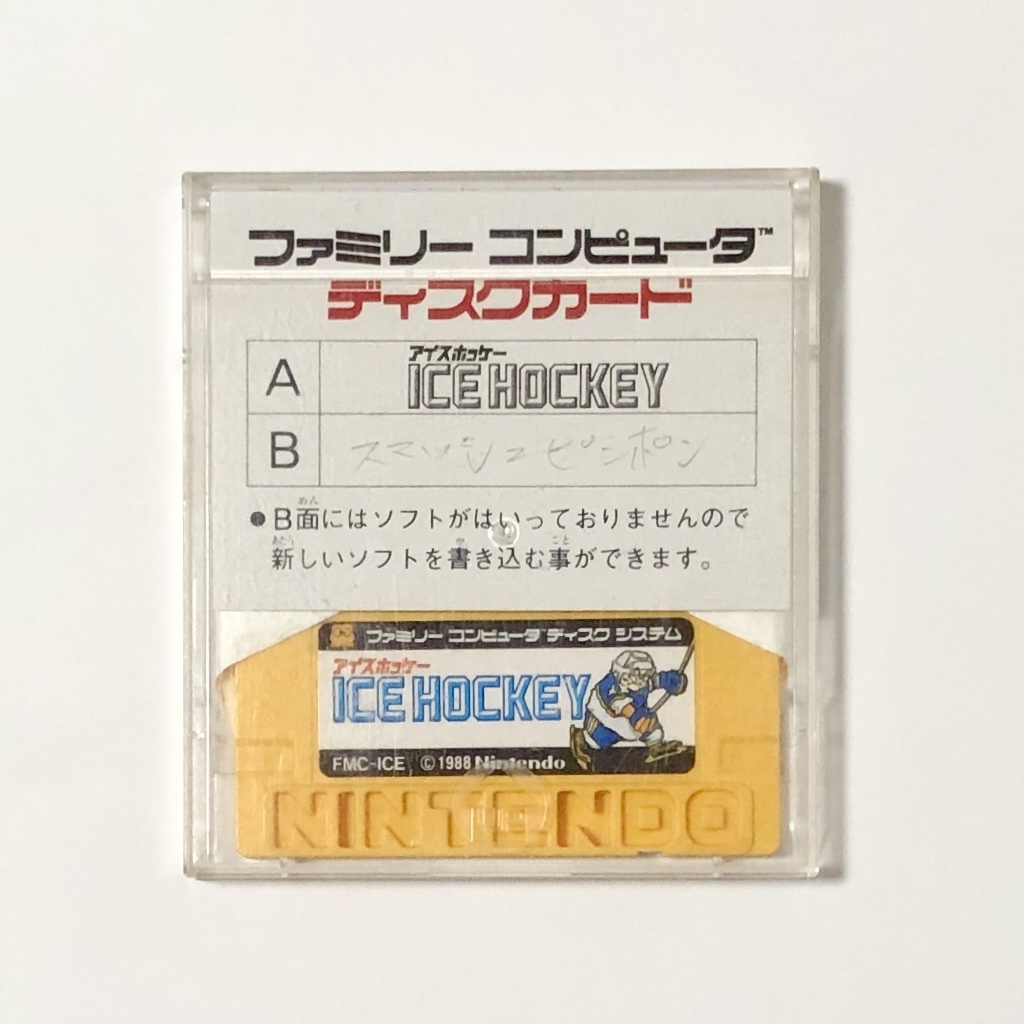 ファミリー コンピュータ™
ディスクカード
A
アイスホッケー
ICE HOCKEY
B スマッシュピンポン
●B面にはソフトがはいっておりませんので
新しいソフトを書き込む事ができます。
ファミリー コンピュータ™ ディスク システム
アイスホッケー
ICE HOCKEY
FMC-ICE ©1988 Nintendo
NINTENDO